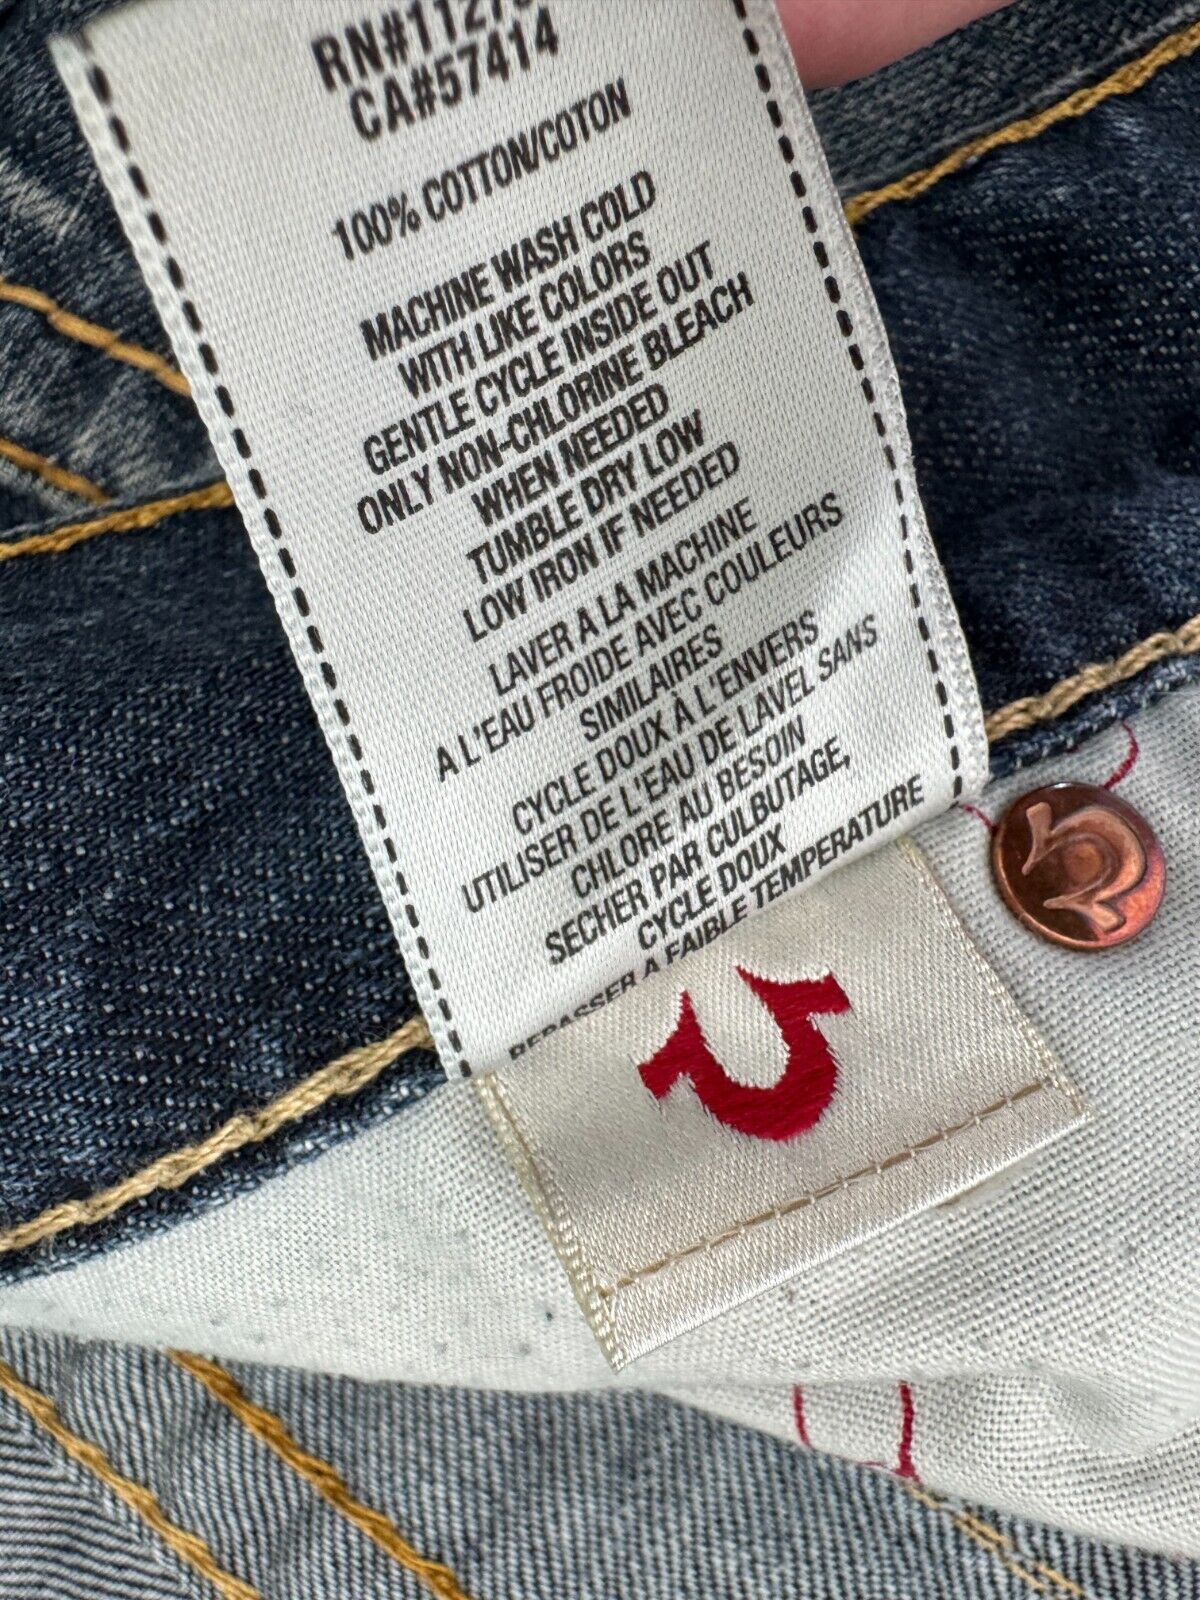 RN#1127
CA#57414
100% COTTON/COTON
MACHINE WASH COLD
WITH LIKE COLORS
GENTLE CYCLE INSIDE OUT
ONLY NON-CHLORINE BLEACH
WHEN NEEDED
TUMBLE DRY LOW
LOW IRON IF NEEDED
LAVER A LA MACHINE
A L'EAU FROIDE AVEC COULEURS
SIMILAIRES
CYCLE DOUX À L'ENVERS
UTILISER DE L'EAU DE LAVEL SANS
CHLORE AU BESOIN
SECHER PAR CULBUTAGE,
CYCLE DOUX
REPASSER A FAIBLE TEMPERATURE